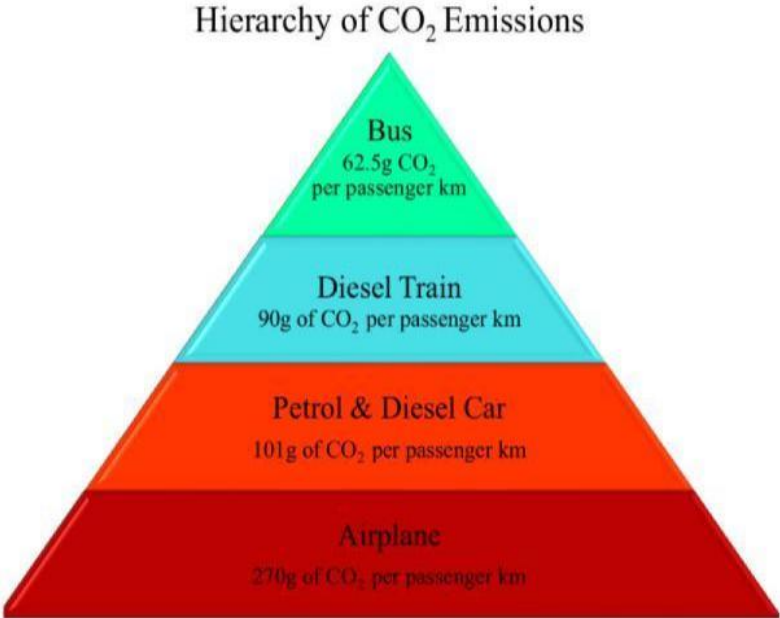 Hierarchy of CO₂ Emissions
Bus
62.5g CO₂
per passenger km
Diesel Train
90g of CO₂ per passenger km
Petrol & Diesel Car
101g of CO₂ per passenger km
Airplane
270g of CO₂ per passenger km